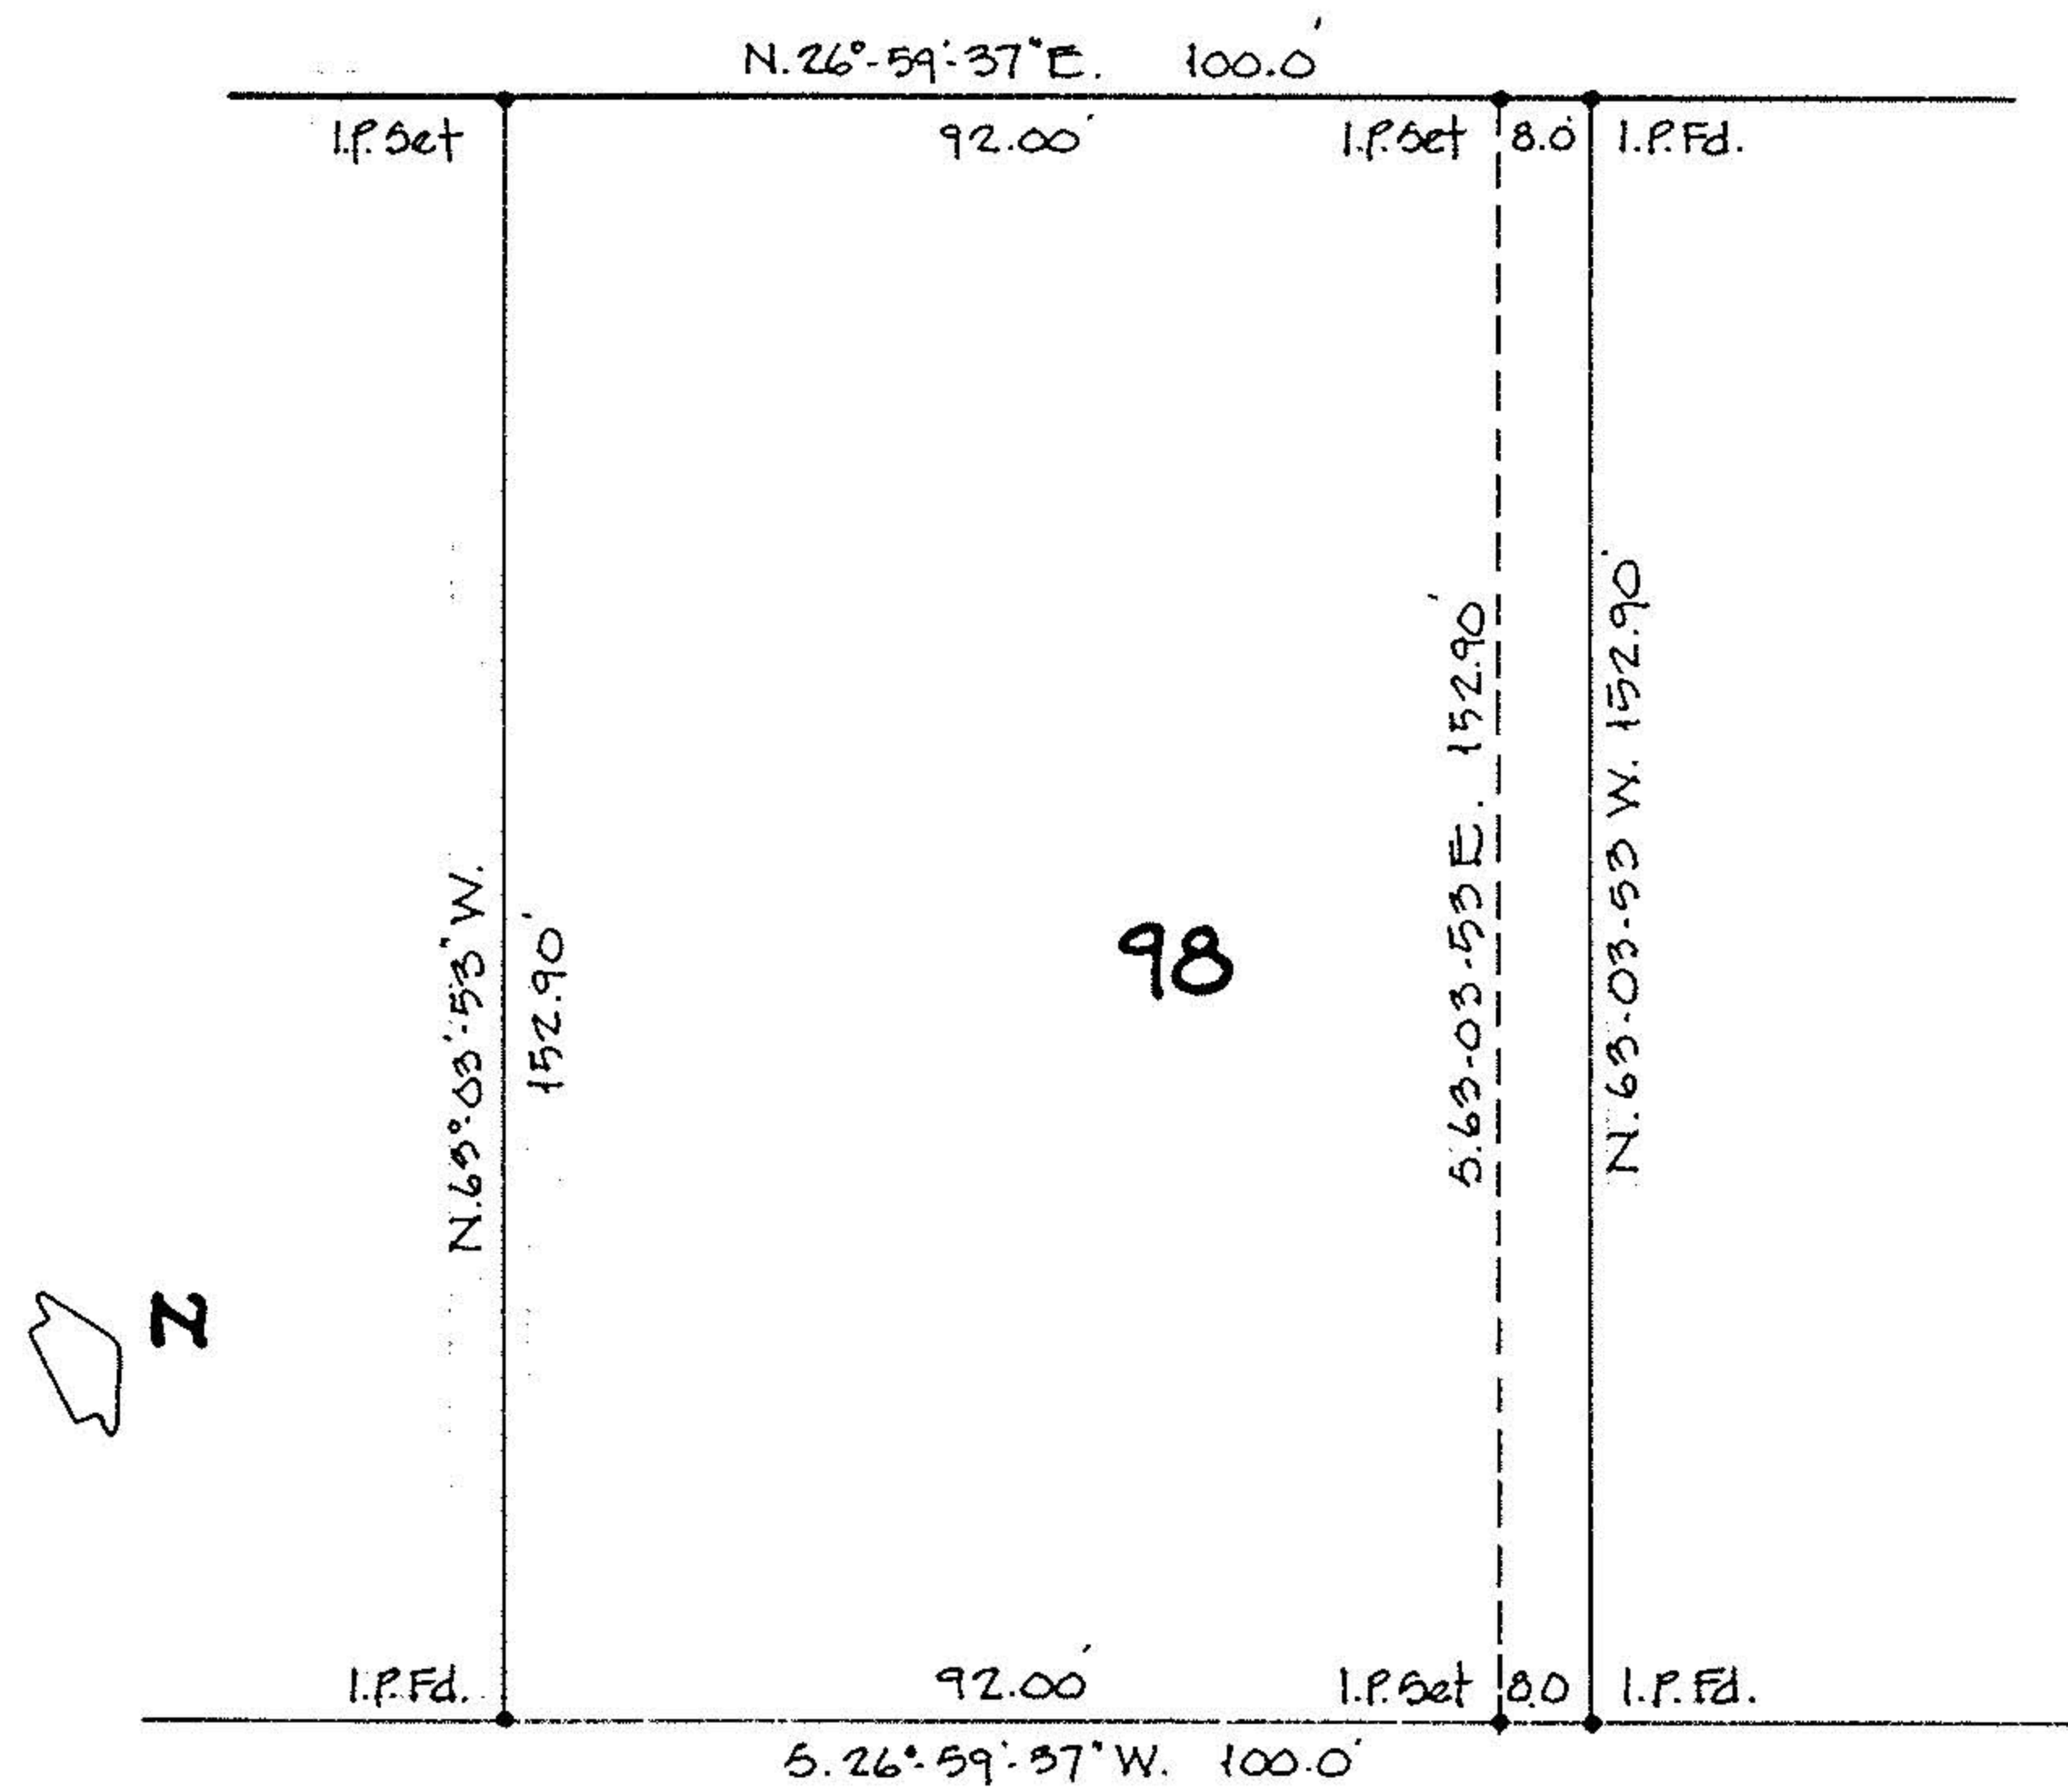 N.26°-59'-37"E. 100.0'
I.P.Set 92.00' I.P.Set 8.0' I.P.Fd.
N.63°-03'-53"W.
152.90'
98
S.63-03-53E. 152.90'
N.63-03-53 W. 152.90'
N
I.P.Fd. 92.00' I.P.Set 8.0 I.P.Fd.
S.26°-59'-37"W. 100.0'